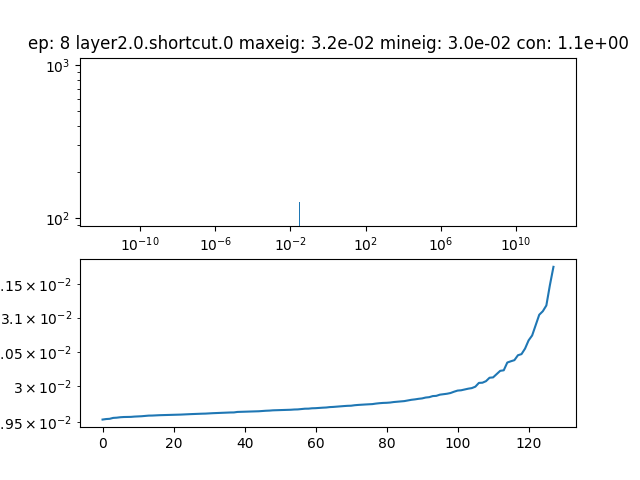 ep: 8 layer2.0.shortcut.0 maxeig: 3.2e-02 mineig: 3.0e-02 con: 1.1e+00
10³
10²
10⁻¹⁰ 10⁻⁶ 10⁻² 10² 10⁶ 10¹⁰
.15 × 10⁻²
3.1 × 10⁻²
.05 × 10⁻²
3 × 10⁻²
.95 × 10⁻²
0 20 40 60 80 100 120